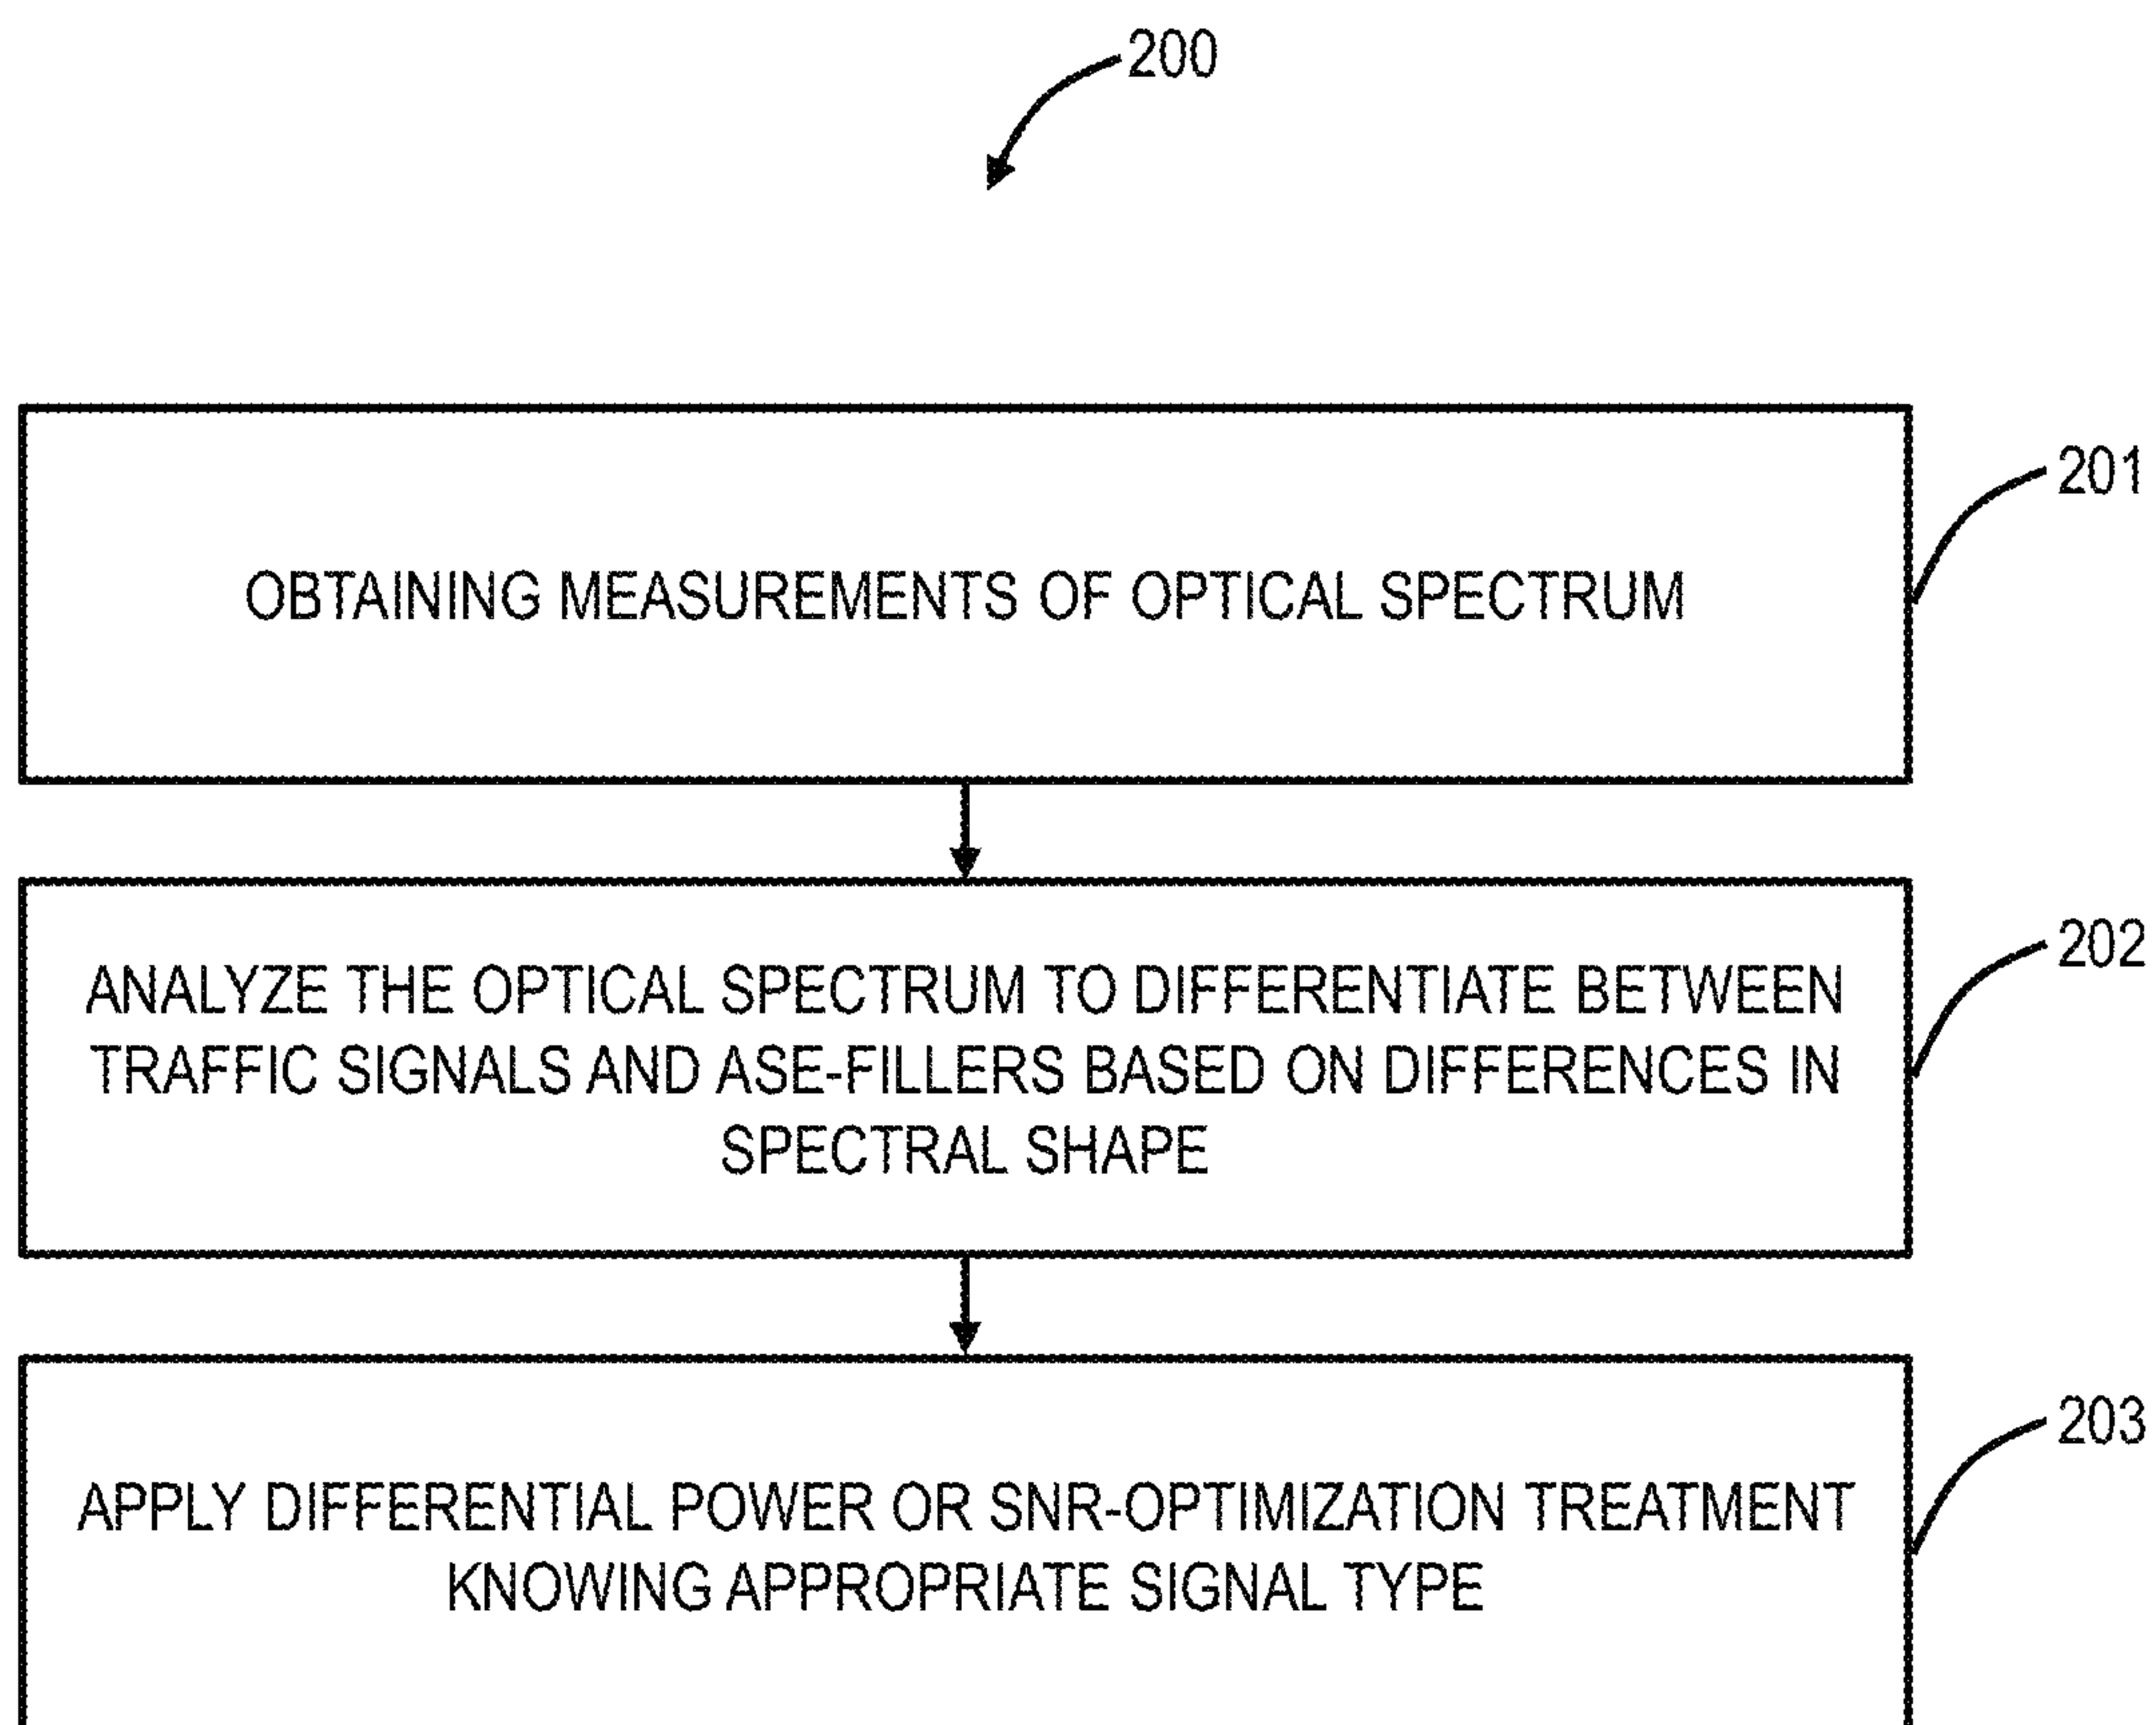 200
201
OBTAINING MEASUREMENTS OF OPTICAL SPECTRUM
202
ANALYZE THE OPTICAL SPECTRUM TO DIFFERENTIATE BETWEEN
TRAFFIC SIGNALS AND ASE-FILLERS BASED ON DIFFERENCES IN
SPECTRAL SHAPE
203
APPLY DIFFERENTIAL POWER OR SNR-OPTIMIZATION TREATMENT
KNOWING APPROPRIATE SIGNAL TYPE